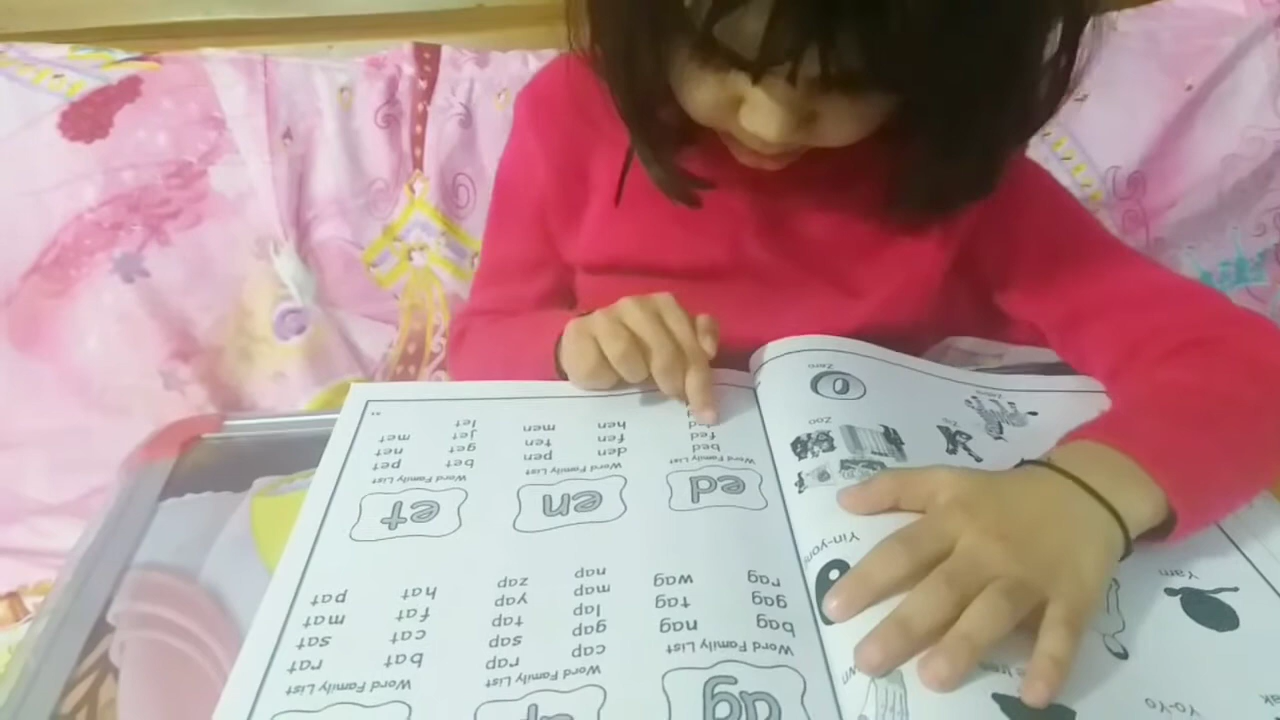 Yo-Yo
Yarn
Zoo
Zero
ag
Word Family List
bag nag
gag tag
rag wag
Word Family List
cap rap
gap sap
lap tap
map yap
nap zap
Word Family List
bat rat
cat sat
fat mat
hat pat
ed
Word Family List
bed
fed
en
Word Family List
den pen
fen ten
hen men
et
Word Family List
bet pet
get net
jet met
let